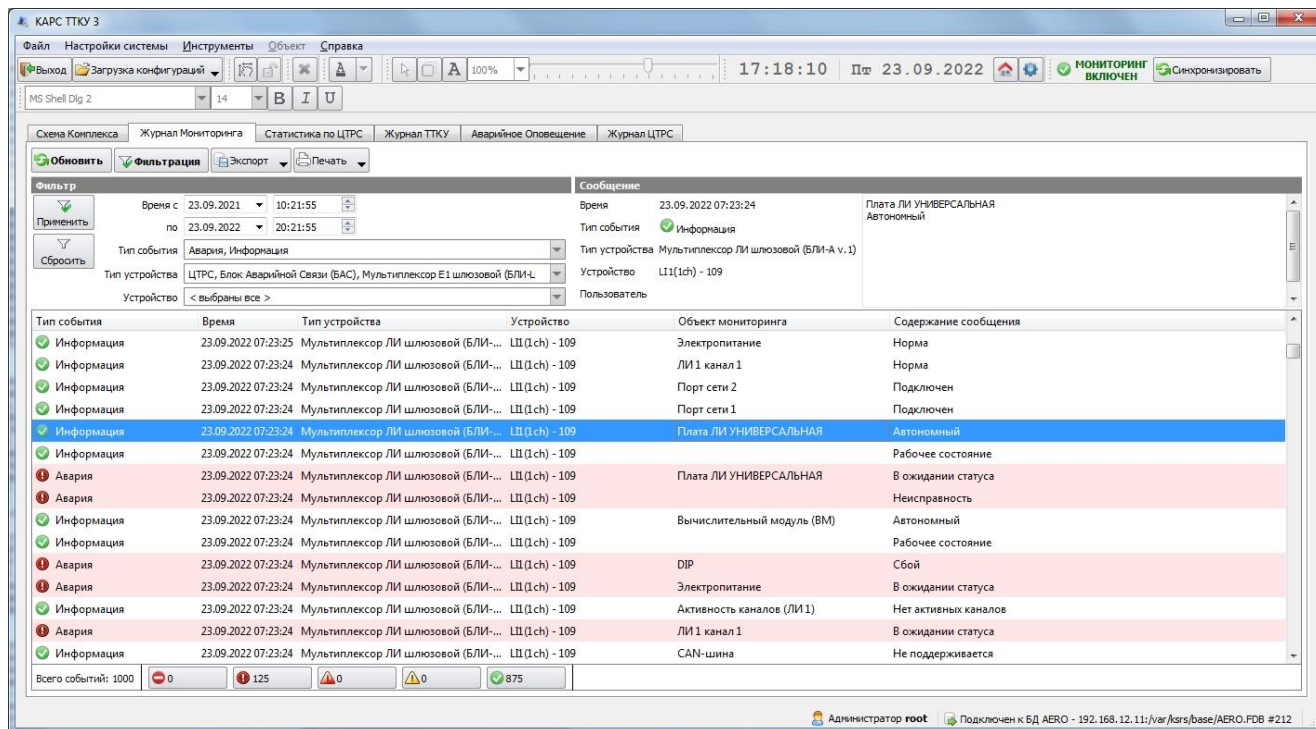 КАРС ТТКУ 3
Файл Настройки системы Инструменты Объект Справка
Выход Загрузка конфигураций A A 100% 17:18:10 Пт 23.09.2022 МОНИТОРИНГ ВКЛЮЧЕН Синхронизировать
MS Shell Dlg 2 14 B I U
Схема Комплекса Журнал Мониторинга Статистика по ЦТРС Журнал ТТКУ Аварийное Оповещение Журнал ЦТРС
Обновить Фильтрация Экспорт Печать
Фильтр Сообщение
Применить Время с 23.09.2021 10:21:55 Время 23.09.2022 07:23:24 Плата ЛИ УНИВЕРСАЛЬНАЯ
Автономный
по 23.09.2022 20:21:55 Тип события Информация
Сбросить Тип события Авария, Информация Тип устройства Мультиплексор ЛИ шлюзовой (БЛИ-А v.1)
Тип устройства ЦТРС, Блок Аварийной Связи (БАС), Мультиплексор E1 шлюзовой (БЛИ-L Устройство LI1(1ch) - 109
Устройство < выбраны все > Пользователь
Тип события Время Тип устройства Устройство Объект мониторинга Содержание сообщения
Информация 23.09.2022 07:23:25 Мультиплексор ЛИ шлюзовой (БЛИ-... LI1(1ch) - 109 Электропитание Норма
Информация 23.09.2022 07:23:24 Мультиплексор ЛИ шлюзовой (БЛИ-... LI1(1ch) - 109 ЛИ 1 канал 1 Норма
Информация 23.09.2022 07:23:24 Мультиплексор ЛИ шлюзовой (БЛИ-... LI1(1ch) - 109 Порт сети 2 Подключен
Информация 23.09.2022 07:23:24 Мультиплексор ЛИ шлюзовой (БЛИ-... LI1(1ch) - 109 Порт сети 1 Подключен
Информация 23.09.2022 07:23:24 Мультиплексор ЛИ шлюзовой (БЛИ-... LI1(1ch) - 109 Плата ЛИ УНИВЕРСАЛЬНАЯ Автономный
Информация 23.09.2022 07:23:24 Мультиплексор ЛИ шлюзовой (БЛИ-... LI1(1ch) - 109 Рабочее состояние
Авария 23.09.2022 07:23:24 Мультиплексор ЛИ шлюзовой (БЛИ-... LI1(1ch) - 109 Плата ЛИ УНИВЕРСАЛЬНАЯ В ожидании статуса
Авария 23.09.2022 07:23:24 Мультиплексор ЛИ шлюзовой (БЛИ-... LI1(1ch) - 109 Неисправность
Информация 23.09.2022 07:23:24 Мультиплексор ЛИ шлюзовой (БЛИ-... LI1(1ch) - 109 Вычислительный модуль (ВМ) Автономный
Информация 23.09.2022 07:23:24 Мультиплексор ЛИ шлюзовой (БЛИ-... LI1(1ch) - 109 Рабочее состояние
Авария 23.09.2022 07:23:24 Мультиплексор ЛИ шлюзовой (БЛИ-... LI1(1ch) - 109 DIP Сбой
Авария 23.09.2022 07:23:24 Мультиплексор ЛИ шлюзовой (БЛИ-... LI1(1ch) - 109 Электропитание В ожидании статуса
Информация 23.09.2022 07:23:24 Мультиплексор ЛИ шлюзовой (БЛИ-... LI1(1ch) - 109 Активность каналов (ЛИ 1) Нет активных каналов
Авария 23.09.2022 07:23:24 Мультиплексор ЛИ шлюзовой (БЛИ-... LI1(1ch) - 109 ЛИ 1 канал 1 В ожидании статуса
Информация 23.09.2022 07:23:24 Мультиплексор ЛИ шлюзовой (БЛИ-... LI1(1ch) - 109 CAN-шина Не поддерживается
Всего событий: 1000 0 125 0 0 875
Администратор root Подключен к БД AERO - 192.168.12.11:/var/ksrs/base/AERO.FDB #212